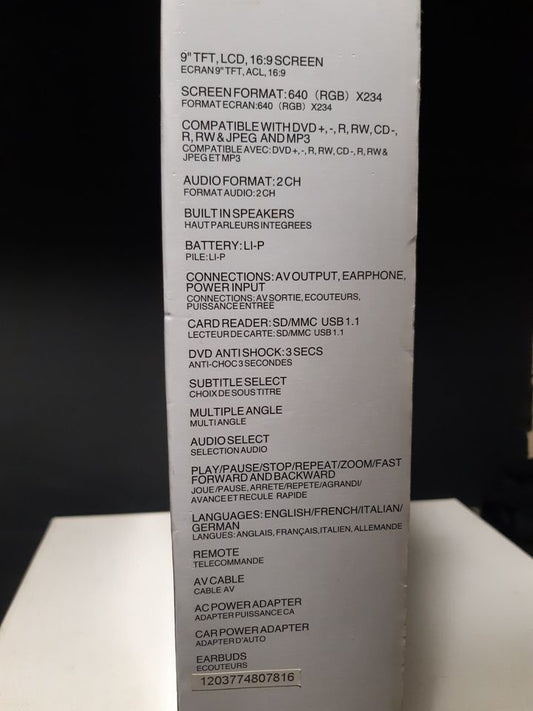 9" TFT, LCD, 16:9 SCREEN
ECRAN 9" TFT, ACL, 16:9
SCREEN FORMAT: 640 (RGB) X234
FORMAT ECRAN: 640 (RGB) X234
COMPATIBLE WITH DVD +, -, R, RW, CD -,
R, RW & JPEG AND MP3
COMPATIBLE AVEC: DVD +, -, R, RW, CD -, R, RW &
JPEG ET MP3
AUDIO FORMAT: 2 CH
FORMAT AUDIO: 2 CH
BUILT IN SPEAKERS
HAUT PARLEURS INTEGREES
BATTERY: LI-P
PILE: LI-P
CONNECTIONS: AV OUTPUT, EARPHONE,
POWER INPUT
CONNECTIONS: AV SORTIE, ECOUTEURS,
PUISSANCE ENTREE
CARD READER: SD/MMC USB 1.1
LECTEUR DE CARTE: SD/MMC USB 1.1
DVD ANTI SHOCK: 3 SECS
ANTI-CHOC 3 SECONDES
SUBTITLE SELECT
CHOIX DE SOUS TITRE
MULTIPLE ANGLE
MULTI ANGLE
AUDIO SELECT
SELECTION AUDIO
PLAY/PAUSE/STOP/REPEAT/ZOOM/FAST
FORWARD AND BACKWARD
JOUE/PAUSE, ARRETE/REPETE/AGRANDI/
AVANCE ET RECULE RAPIDE
LANGUAGES: ENGLISH/FRENCH/ITALIAN/
GERMAN
LANGUES: ANGLAIS, FRANÇAIS, ITALIEN, ALLEMANDE
REMOTE
TELECOMMANDE
AV CABLE
CABLE AV
AC POWER ADAPTER
ADAPTER PUISSANCE CA
CAR POWER ADAPTER
ADAPTER D'AUTO
EARBUDS
ECOUTEURS
1203774807816